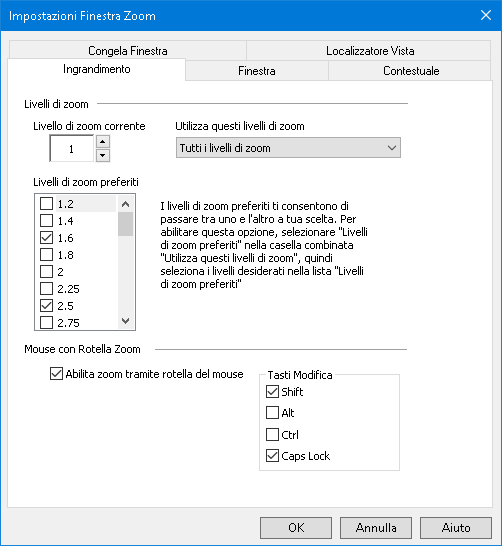 Impostazioni Finestra Zoom
Congela Finestra
Localizzatore Vista
Ingrandimento
Finestra
Contestuale
Livelli di zoom
Livello di zoom corrente
Utilizza questi livelli di zoom
1
Tutti i livelli di zoom
Livelli di zoom preferiti
1.2
1.4
1.6
1.8
2
2.25
2.5
2.75
I livelli di zoom preferiti ti consentono di
passare tra uno e l'altro a tua scelta. Per
abilitare questa opzione, selezionare "Livelli
di zoom preferiti" nella casella combinata
"Utilizza questi livelli di zoom", quindi
seleziona i livelli desiderati nella lista "Livelli
di zoom preferiti"
Mouse con Rotella Zoom
Abilita zoom tramite rotella del mouse
Tasti Modifica
Shift
Alt
Ctrl
Caps Lock
OK
Annulla
Aiuto